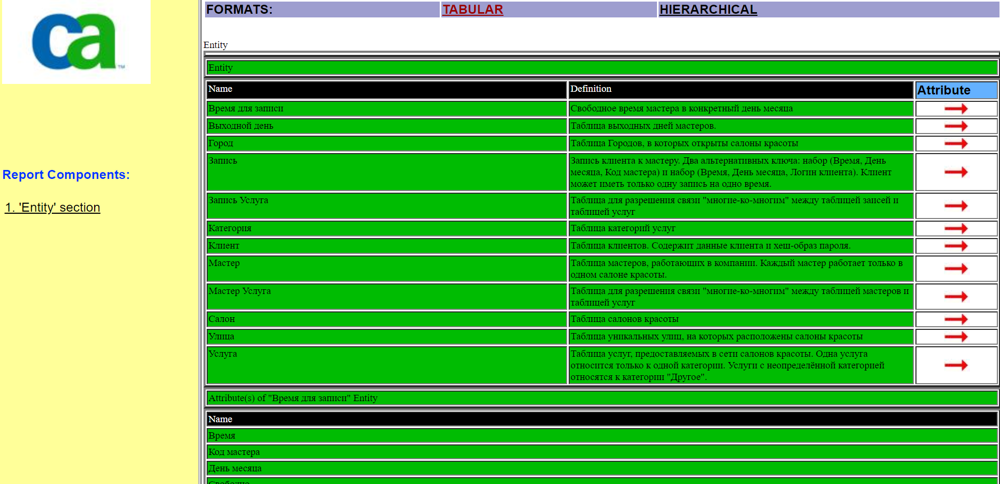 ca
TM
Report Components:
1. 'Entity' section
FORMATS: TABULAR HIERARCHICAL
Entity
Entity
Name Definition Attribute
Время для записи Свободное время мастера в конкретный день месяца
Выходной день Таблица выходных дней мастеров.
Город Таблица Городов, в которых открыты салоны красоты
Запись Запись клиента к мастеру. Два альтернативных ключа: набор (Время, День
месяца, Код мастера) и набор (Время, День месяца, Логин клиента). Клиент
может иметь только одну запись на одно время.
Запись Услуга Таблица для разрешения связи "многие-ко-многим" между таблицей заисей и
таблицей услуг
Категория Таблица категорий услуг
Клиент Таблица клиентов. Содержит данные клиента и хеш-образ пароля.
Мастер Таблица мастеров, работающих в компании. Каждый мастер работает только в
одном салоне красоты.
Мастер Услуга Таблица для разрешения связи "многие-ко-многим" между таблицей мастеров и
таблицей услуг
Салон Таблица салонов красоты
Улица Таблица уникальных улиц, на которых расположены салоны красоты
Услуга Таблица услуг, предоставляемых в сети салонов красоты. Одна услуга
относится только к одной категории. Услуги с неопределённой категорией
относятся к категории "Другое".
Attribute(s) of "Время для записи" Entity
Name
Время
Код мастера
День месяца
Свободно